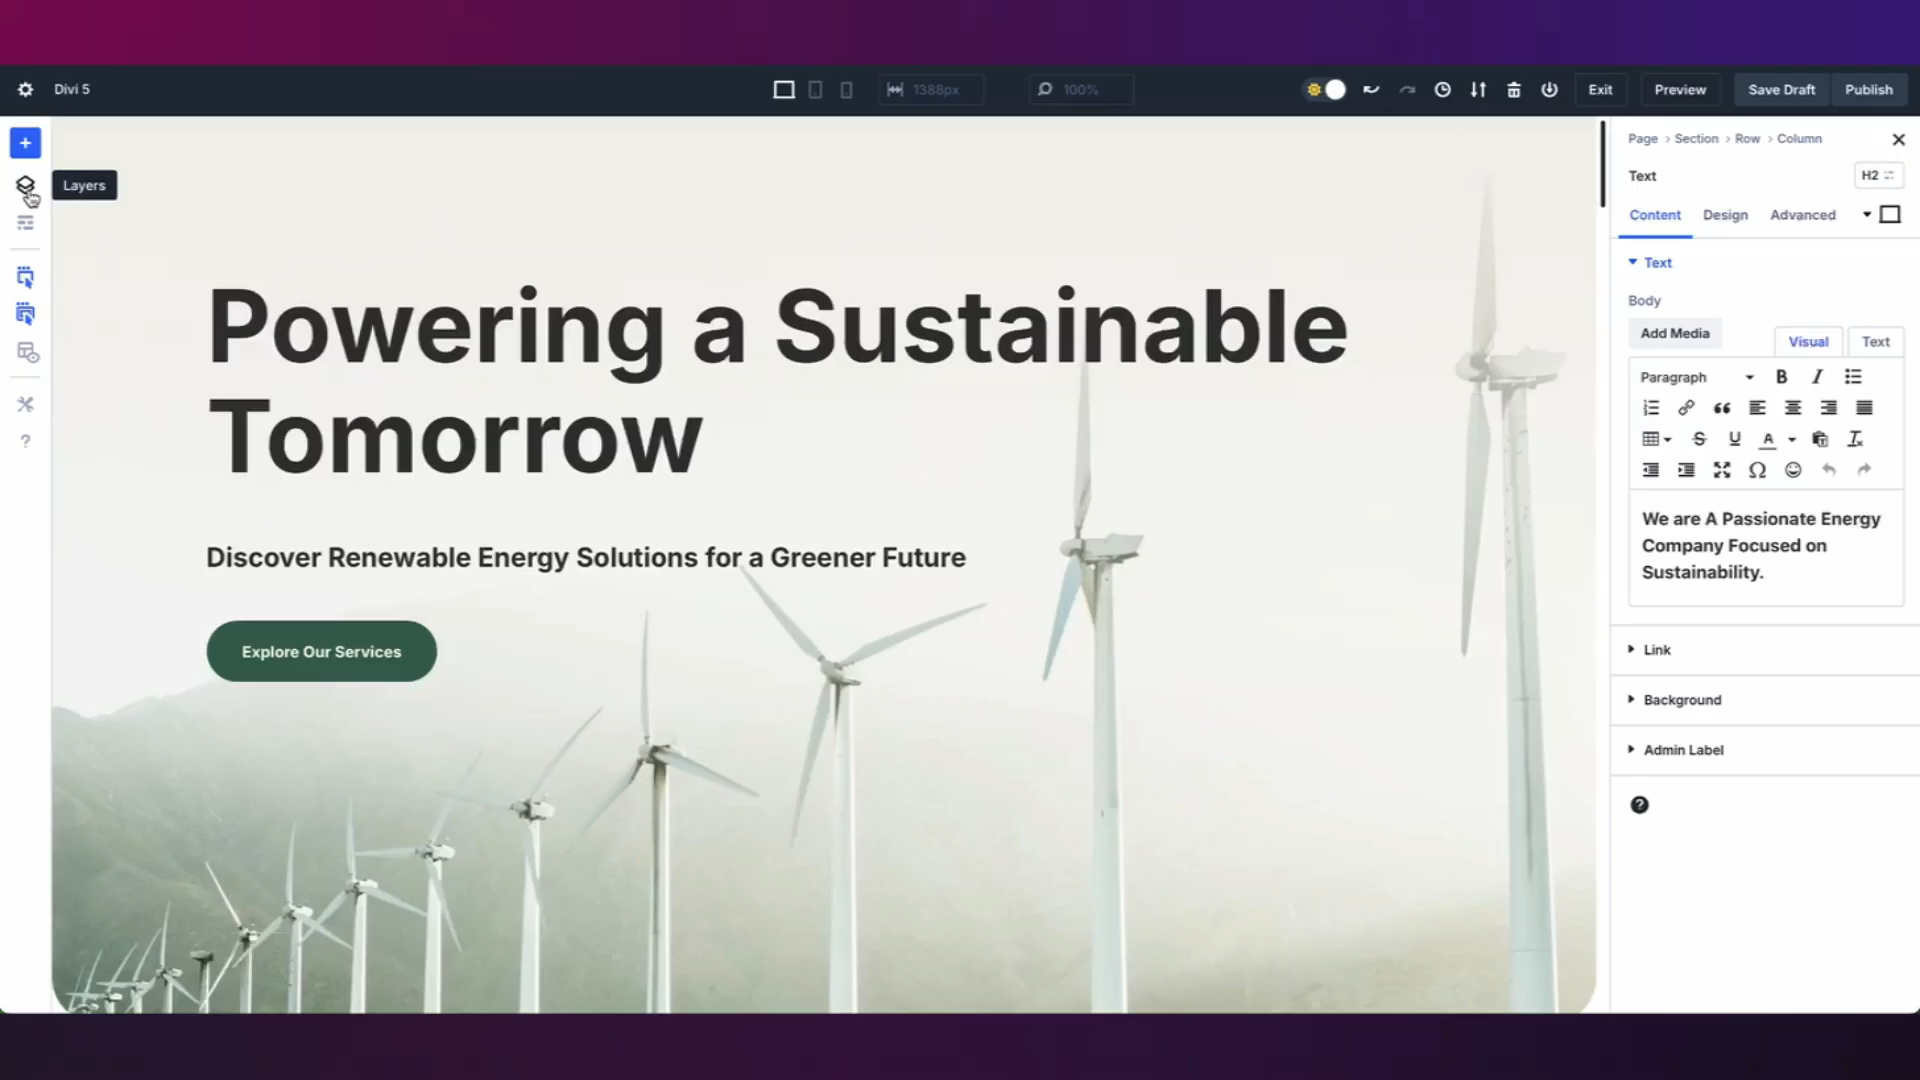 Divi 5
1388px
100%
Exit
Preview
Save Draft
Publish
Layers
Powering a Sustainable
Tomorrow
Discover Renewable Energy Solutions for a Greener Future
Explore Our Services
Page > Section > Row > Column
Text
H2
Content
Design
Advanced
Text
Body
Add Media
Visual
Text
Paragraph
We are A Passionate Energy
Company Focused on
Sustainability.
Link
Background
Admin Label